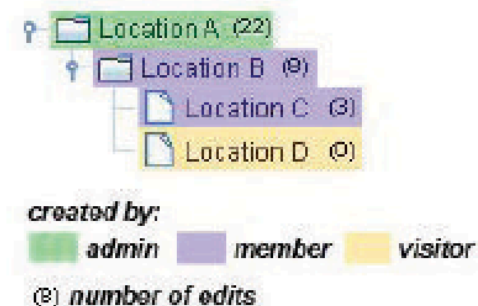 Location A (22)
Location B (9)
Location C (3)
Location D (0)
created by:
admin member visitor
(8) number of edits